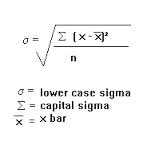 σ = √ Σ (x - x̅)²
n
σ = lower case sigma
Σ = capital sigma
x̅ = x bar